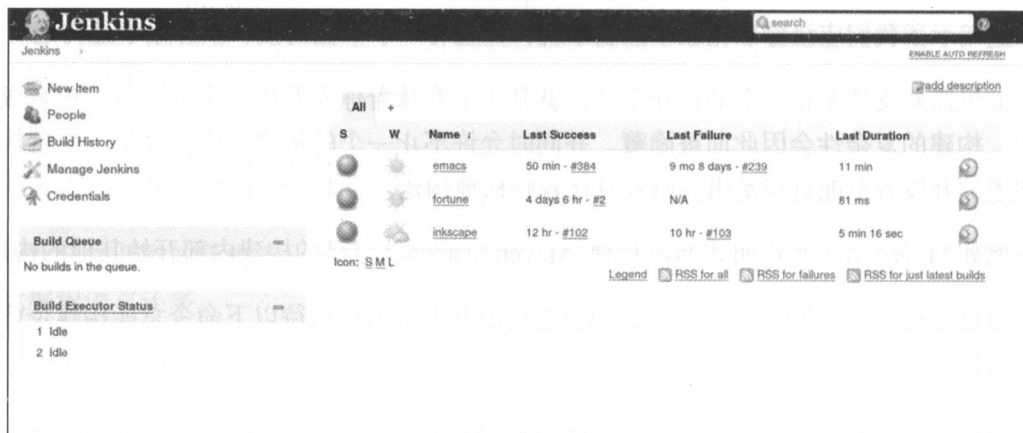 Jenkins
search
Jenkins
ENABLE AUTO REFRESH
New Item
People
Build History
Manage Jenkins
Credentials
add description
All +
S W Name ↓ Last Success Last Failure Last Duration
emacs 50 min - #384 9 mo 8 days - #239 11 min
fortune 4 days 6 hr - #2 N/A 81 ms
inkscape 12 hr - #102 10 hr - #103 5 min 16 sec
Icon: S M L
Legend RSS for all RSS for failures RSS for just latest builds
Build Queue
No builds in the queue.
Build Executor Status
1 Idle
2 Idle